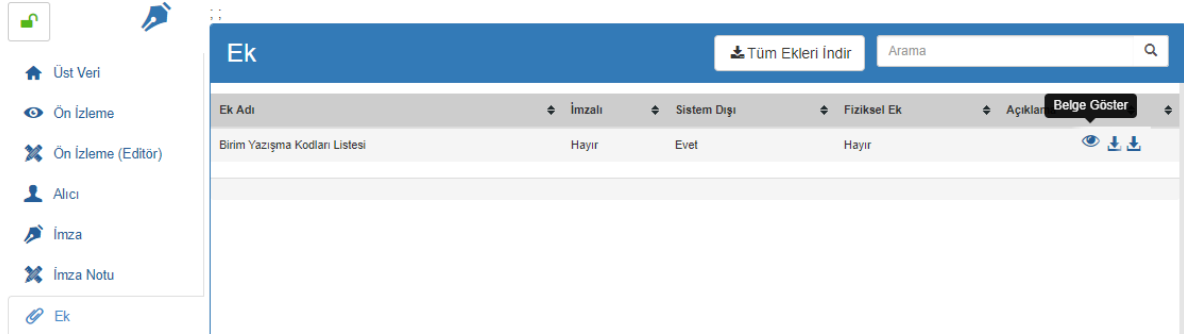 ; ;
Ek
Tüm Ekleri İndir
Arama
Üst Veri
Ön İzleme
Ön İzleme (Editör)
Alıcı
İmza
İmza Notu
Ek
Ek Adı İmzalı Sistem Dışı Fiziksel Ek
Belge Göster
Birim Yazışma Kodları Listesi Hayır Evet Hayır